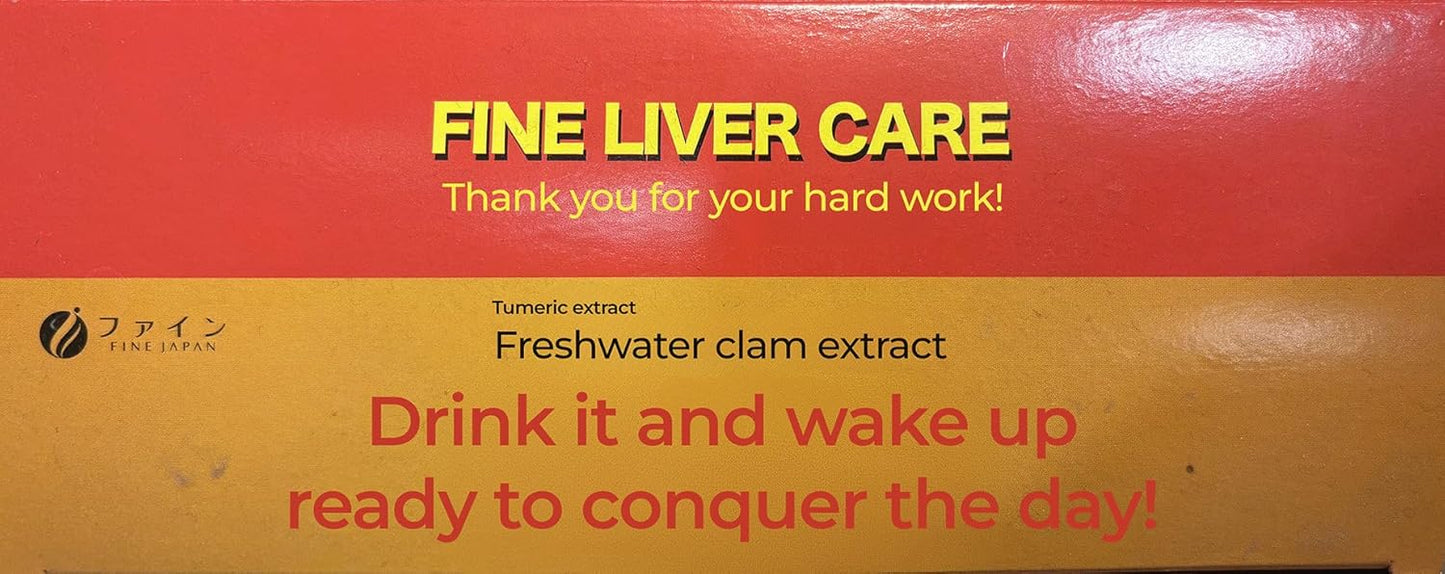 FINE LIVER CARE
Thank you for your hard work!
ファイン
FINE JAPAN
Tumeric extract
Freshwater clam extract
Drink it and wake up
ready to conquer the day!